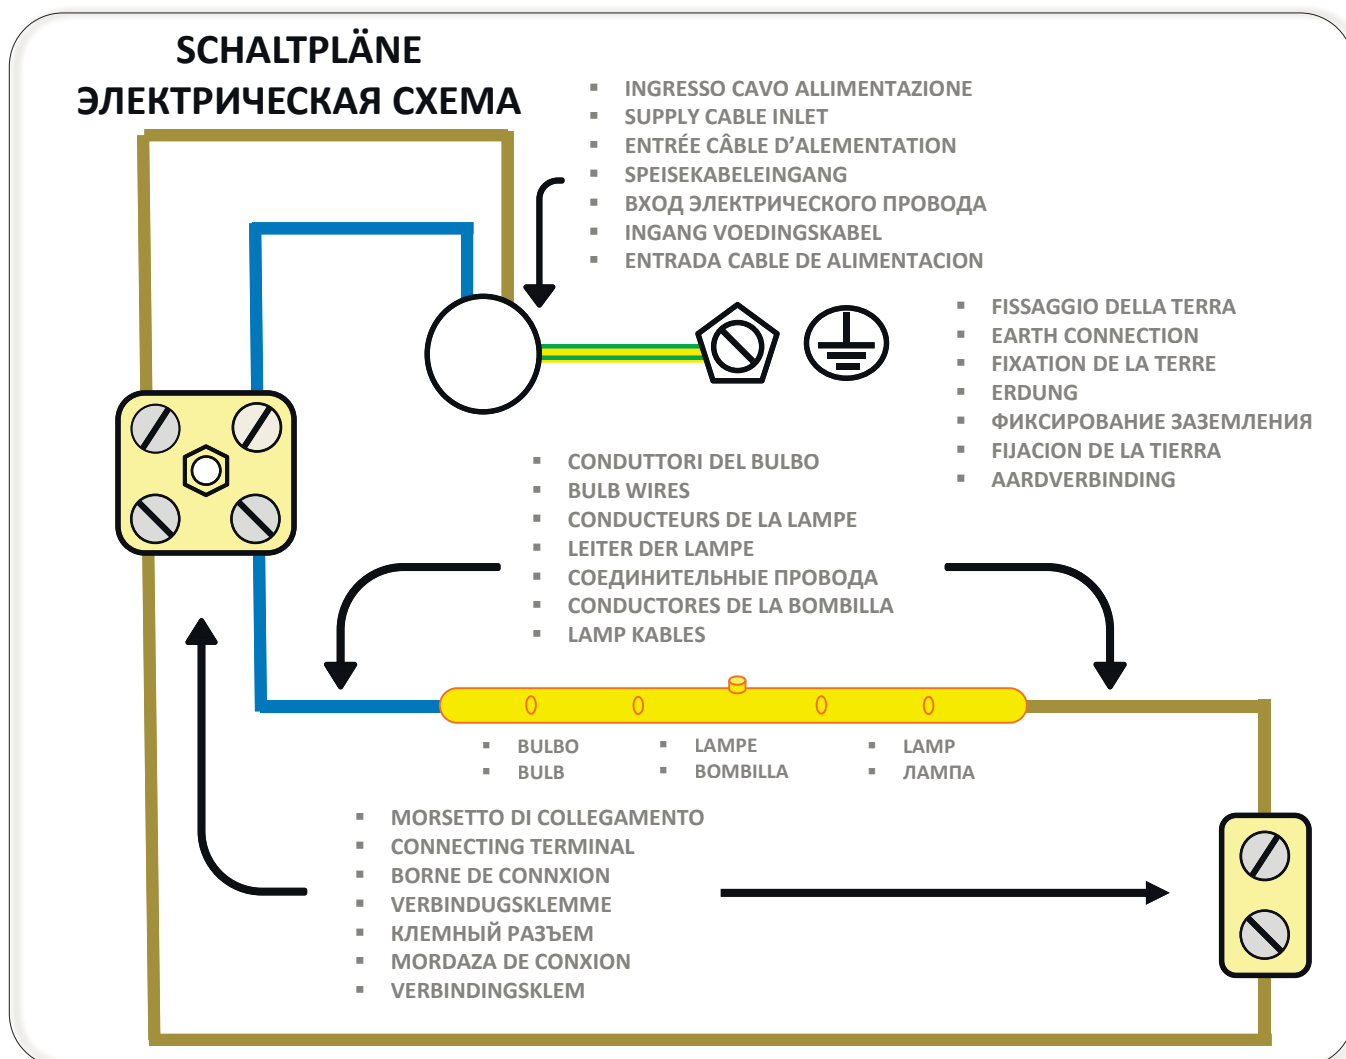 SCHALTPLÄNE
ЭЛЕКТРИЧЕСКАЯ СХЕМА
INGRESSO CAVO ALLIMENTAZIONE
SUPPLY CABLE INLET
ENTRÉE CÂBLE D’ALEMENTATION
SPEISEKABELEINGANG
ВХОД ЭЛЕКТРИЧЕСКОГО ПРОВОДА
INGANG VOEDINGSKABEL
ENTRADA CABLE DE ALIMENTACION
FISSAGGIO DELLA TERRA
EARTH CONNECTION
FIXATION DE LA TERRE
ERDUNG
ФИКСИРОВАНИЕ ЗАЗЕМЛЕНИЯ
FIJACION DE LA TIERRA
AARDVERBINDING
CONDUTTORI DEL BULBO
BULB WIRES
CONDUCTEURS DE LA LAMPE
LEITER DER LAMPE
СОЕДИНИТЕЛЬНЫЕ ПРОВОДА
CONDUCTORES DE LA BOMBILLA
LAMP KABLES
BULBO
BULB
LAMPE
BOMBILLA
LAMP
ЛАМПА
MORSETTO DI COLLEGAMENTO
CONNECTING TERMINAL
BORNE DE CONNXION
VERBINDUGSKLEMME
КЛЕМНЫЙ РАЗЪЕМ
MORDAZA DE CONXION
VERBINDINGSKLEM